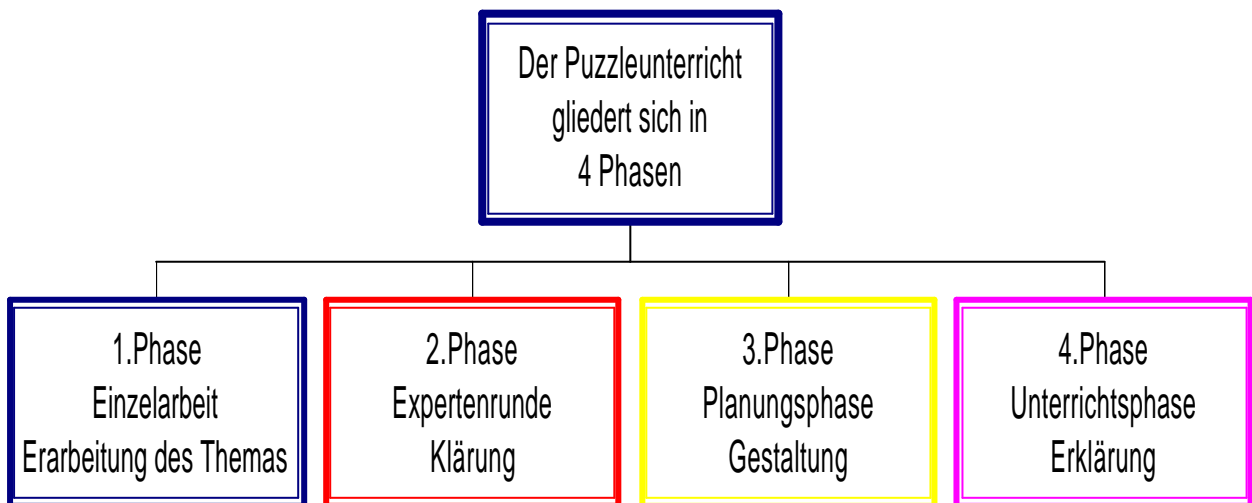 Der Puzzleunterricht
gliedert sich in
4 Phasen
1.Phase
Einzelarbeit
Erarbeitung des Themas
2.Phase
Expertenrunde
Klärung
3.Phase
Planungsphase
Gestaltung
4.Phase
Unterrichtsphase
Erklärung